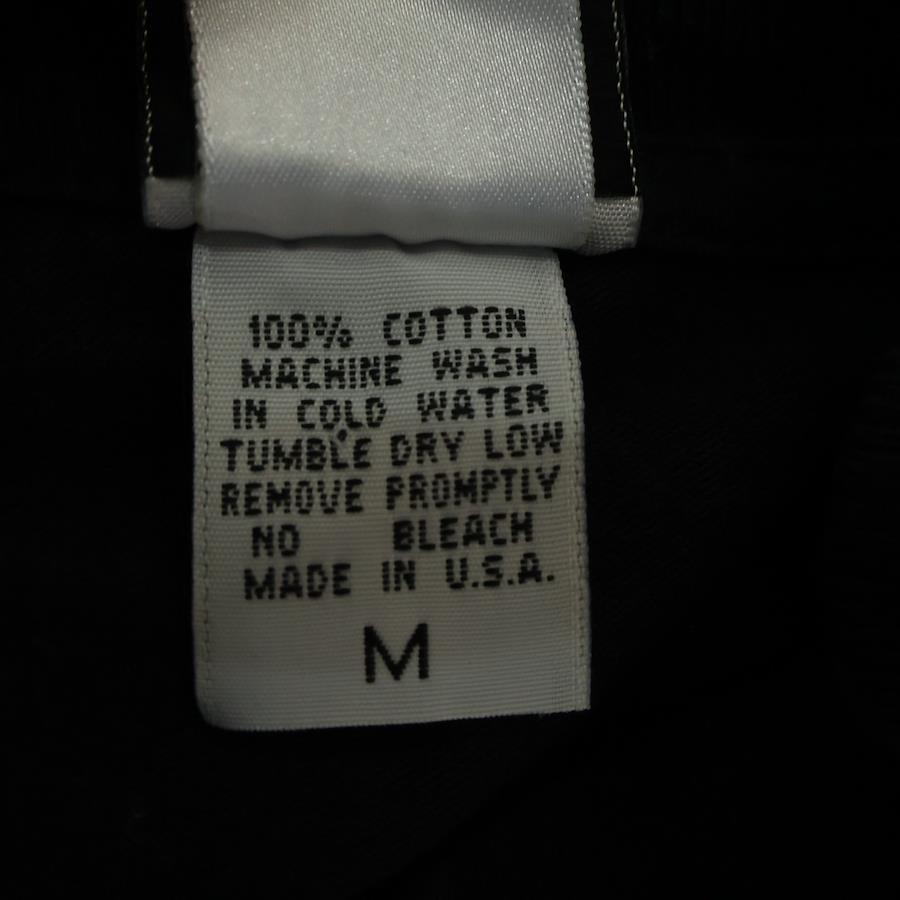 100% COTTON
MACHINE WASH
IN COLD WATER
TUMBLE DRY LOW
REMOVE PROMPTLY
NO BLEACH
MADE IN U.S.A.
M